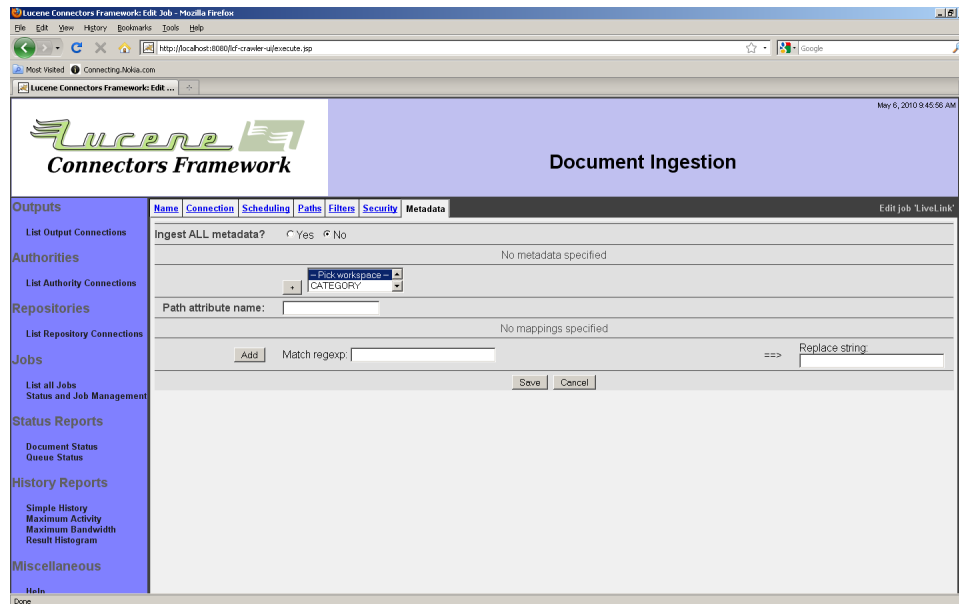 Lucene Connectors Framework: Edit Job - Mozilla Firefox
File Edit View History Bookmarks Tools Help
http://localhost:8080/lcf-crawler-ui/execute.jsp
Google
Most Visited Connecting.Nokia.com
Lucene Connectors Framework: Edit ...
May 6, 2010 9:45:56 AM
Lucene
Connectors Framework
Document Ingestion
Outputs
Name Connection Scheduling Paths Filters Security Metadata
Edit job 'LiveLink'
List Output Connections
Ingest ALL metadata? Yes No
No metadata specified
Authorities
List Authority Connections
-- Pick workspace --
+ CATEGORY
Repositories
Path attribute name:
List Repository Connections
No mappings specified
Jobs
Add Match regexp: ==> Replace string:
List all Jobs
Status and Job Management
Save Cancel
Status Reports
Document Status
Queue Status
History Reports
Simple History
Maximum Activity
Maximum Bandwidth
Result Histogram
Miscellaneous
Help
Done